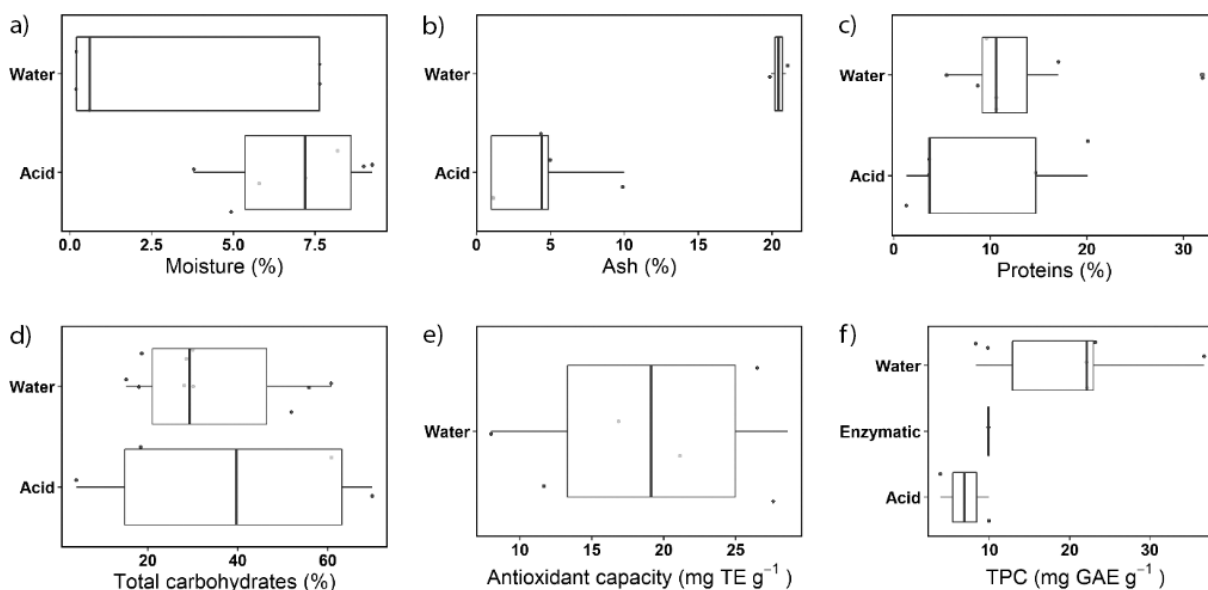 a)
Water
Acid
0.0 2.5 5.0 7.5
Moisture (%)
b)
Water
Acid
0 5 10 15 20
Ash (%)
c)
Water
Acid
0 10 20 30
Proteins (%)
d)
Water
Acid
20 40 60
Total carbohydrates (%)
e)
Water
10 15 20 25
Antioxidant capacity (mg TE g⁻¹)
f)
Water
Enzymatic
Acid
0 10 20 30
TPC (mg GAE g⁻¹)